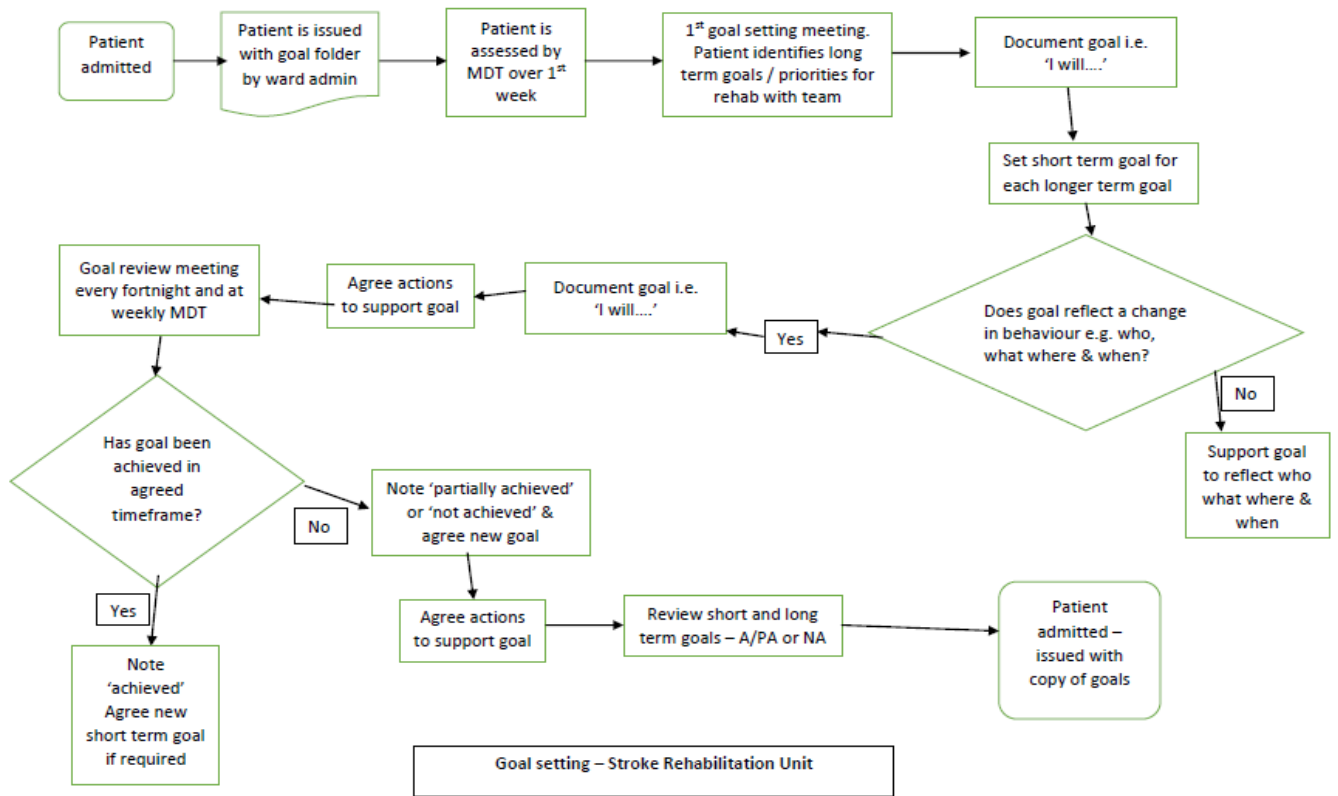 Patient
admitted
Patient is issued
with goal folder
by ward admin
Patient is
assessed by
MDT over 1st
week
1st goal setting meeting.
Patient identifies long
term goals / priorities for
rehab with team
Document goal i.e.
‘I will....’
Set short term goal for
each longer term goal
Does goal reflect a change
in behaviour e.g. who,
what where & when?
No
Support goal
to reflect who
what where &
when
Yes
Document goal i.e.
‘I will....’
Agree actions
to support goal
Goal review meeting
every fortnight and at
weekly MDT
Has goal been
achieved in
agreed
timeframe?
Yes
Note
‘achieved’
Agree new
short term goal
if required
No
Note ‘partially achieved’
or ‘not achieved’ &
agree new goal
Agree actions
to support goal
Review short and long
term goals – A/PA or NA
Patient
admitted –
issued with
copy of goals
Goal setting – Stroke Rehabilitation Unit